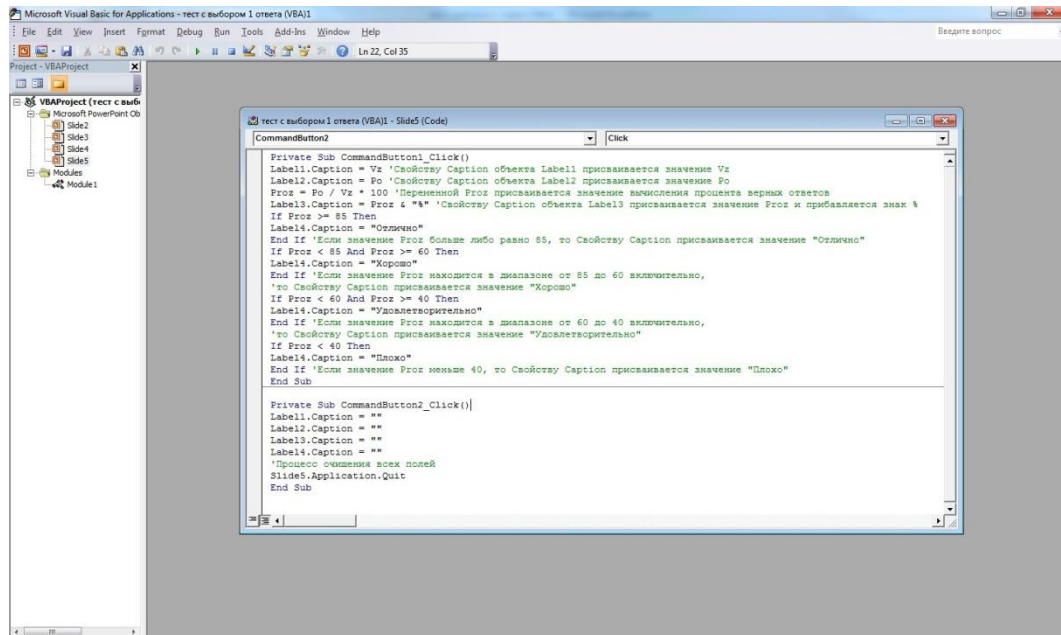 Microsoft Visual Basic for Applications - тест с выбором 1 ответа (VBA)1
File Edit View Insert Format Debug Run Tools Add-Ins Window Help
Введите вопрос
Ln 22, Col 35
Project - VBAProject
VBAProject (тест с выбо
Microsoft PowerPoint Ob
Slide2
Slide3
Slide4
Slide5
Modules
Module1
тест с выбором 1 ответа (VBA)1 - Slide5 (Code)
CommandButton2
Click
Private Sub CommandButton1_Click()
Label1.Caption = Vz 'Свойству Caption объекта Label1 присваивается значение Vz
Label2.Caption = Po 'Свойству Caption объекта Label2 присваивается значение Po
Proz = Po / Vz * 100 'Переменной Proz присваивается значение вычисления процента верных ответов
Label3.Caption = Proz & "%" 'Свойству Caption объекта Label3 присваивается значение Proz и прибавляется знак %
If Proz >= 85 Then
Label4.Caption = "Отлично"
End If 'Если значение Proz больше либо равно 85, то Свойству Caption присваивается значение "Отлично"
If Proz < 85 And Proz >= 60 Then
Label4.Caption = "Хорошо"
End If 'Если значение Proz находится в диапазоне от 85 до 60 включительно,
'то Свойству Caption присваивается значение "Хорошо"
If Proz < 60 And Proz >= 40 Then
Label4.Caption = "Удовлетворительно"
End If 'Если значение Proz находится в диапазоне от 60 до 40 включительно,
'то Свойству Caption присваивается значение "Удовлетворительно"
If Proz < 40 Then
Label4.Caption = "Плохо"
End If 'Если значение Proz меньше 40, то Свойству Caption присваивается значение "Плохо"
End Sub
Private Sub CommandButton2_Click()
Label1.Caption = ""
Label2.Caption = ""
Label3.Caption = ""
Label4.Caption = ""
'Процесс очищения всех полей
Slide5.Application.Quit
End Sub